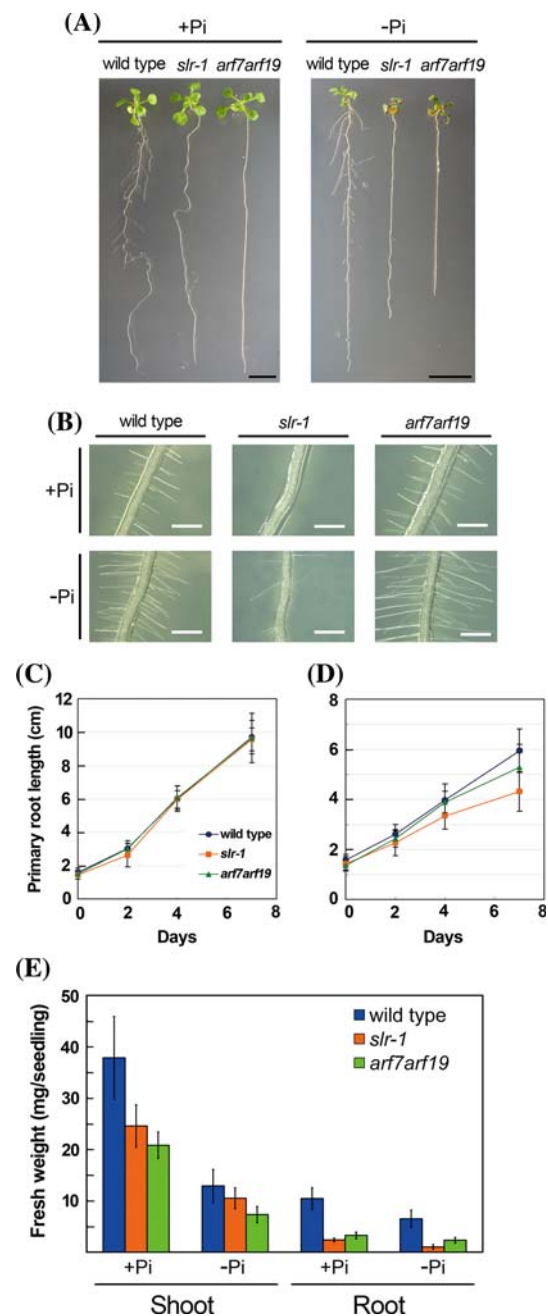 (A)
+Pi
-Pi
wild type slr-1 arf7arf19
wild type slr-1 arf7arf19
(B)
wild type
slr-1
arf7arf19
+Pi
-Pi
(C)
Primary root length (cm)
12
10
8
6
4
2
0
0 2 4 6 8
Days
wild type
slr-1
arf7arf19
(D)
8
6
4
2
0
0 2 4 6 8
Days
(E)
Fresh weight (mg/seedling)
50
40
30
20
10
wild type
slr-1
arf7arf19
+Pi -Pi +Pi -Pi
Shoot Root